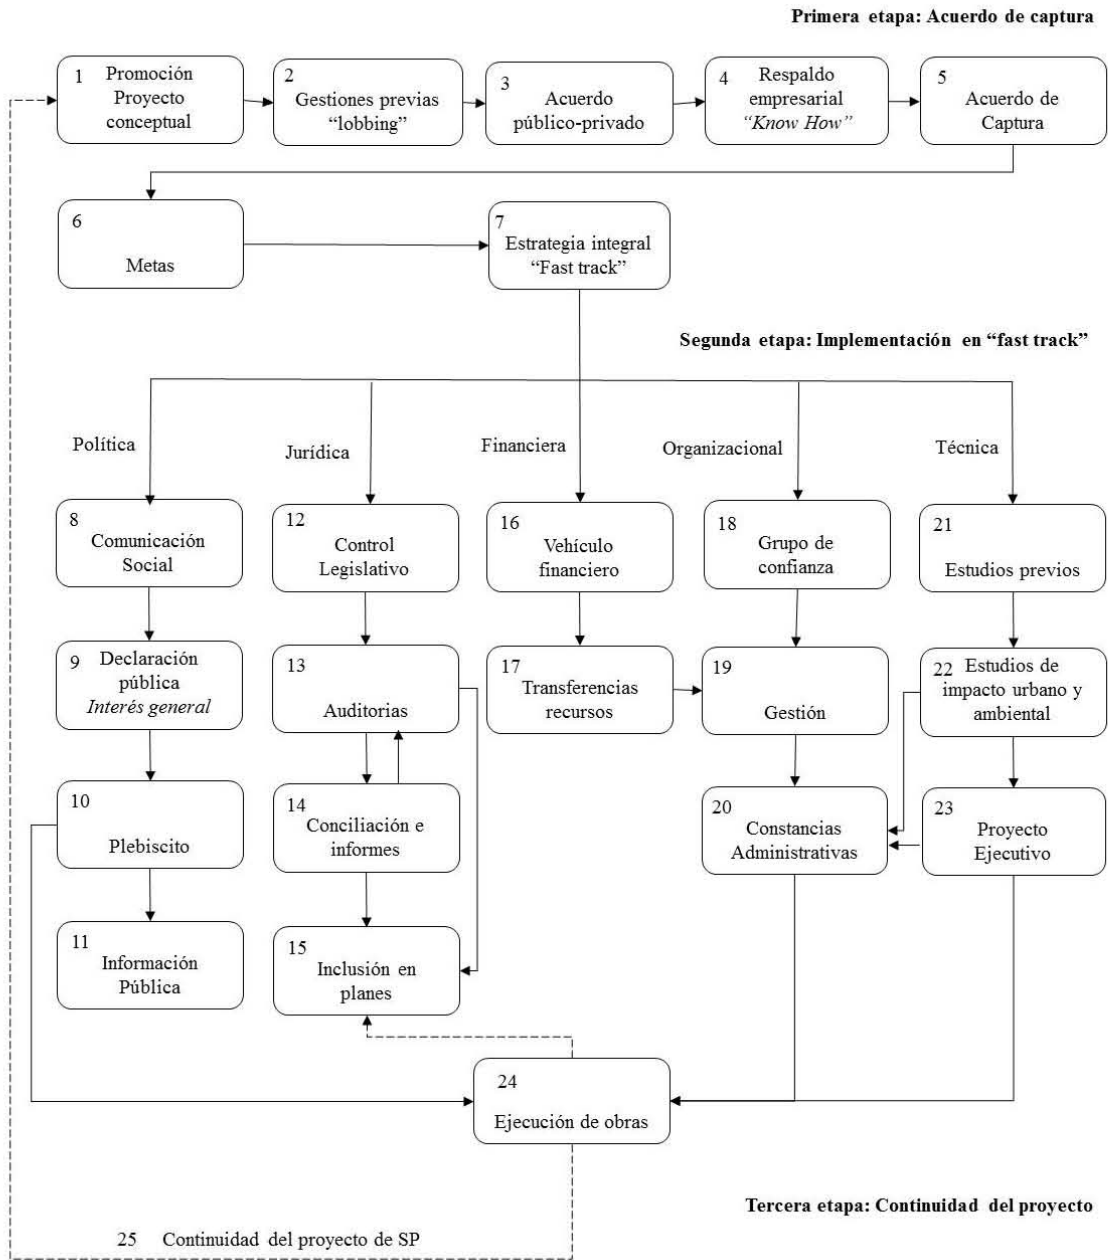 Primera etapa: Acuerdo de captura
1
Promoción
Proyecto
conceptual
2
Gestiones previas
“lobbing”
3
Acuerdo
público-privado
4
Respaldo
empresarial
“Know How”
5
Acuerdo de
Captura
6
Metas
7
Estrategia integral
“Fast track”
Segunda etapa: Implementación en “fast track”
Política
Jurídica
Financiera
Organizacional
Técnica
8
Comunicación
Social
12
Control
Legislativo
16
Vehículo
financiero
18
Grupo de
confianza
21
Estudios previos
9
Declaración
pública
Interés general
13
Auditorias
17
Transferencias
recursos
19
Gestión
22
Estudios de
impacto urbano y
ambiental
10
Plebiscito
14
Conciliación e
informes
20
Constancias
Administrativas
23
Proyecto
Ejecutivo
11
Información
Pública
15
Inclusión en
planes
24
Ejecución de obras
Tercera etapa: Continuidad del proyecto
25 Continuidad del proyecto de SP